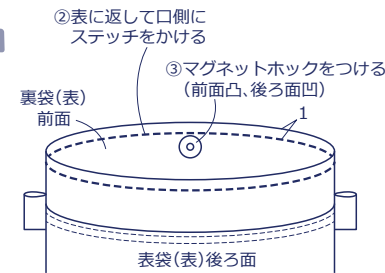 ②表に返して口側に
ステッチをかける
③マグネットホックをつける
（前面凸、後ろ面凹）
裏袋（表）
前面
1
表袋（表）後ろ面